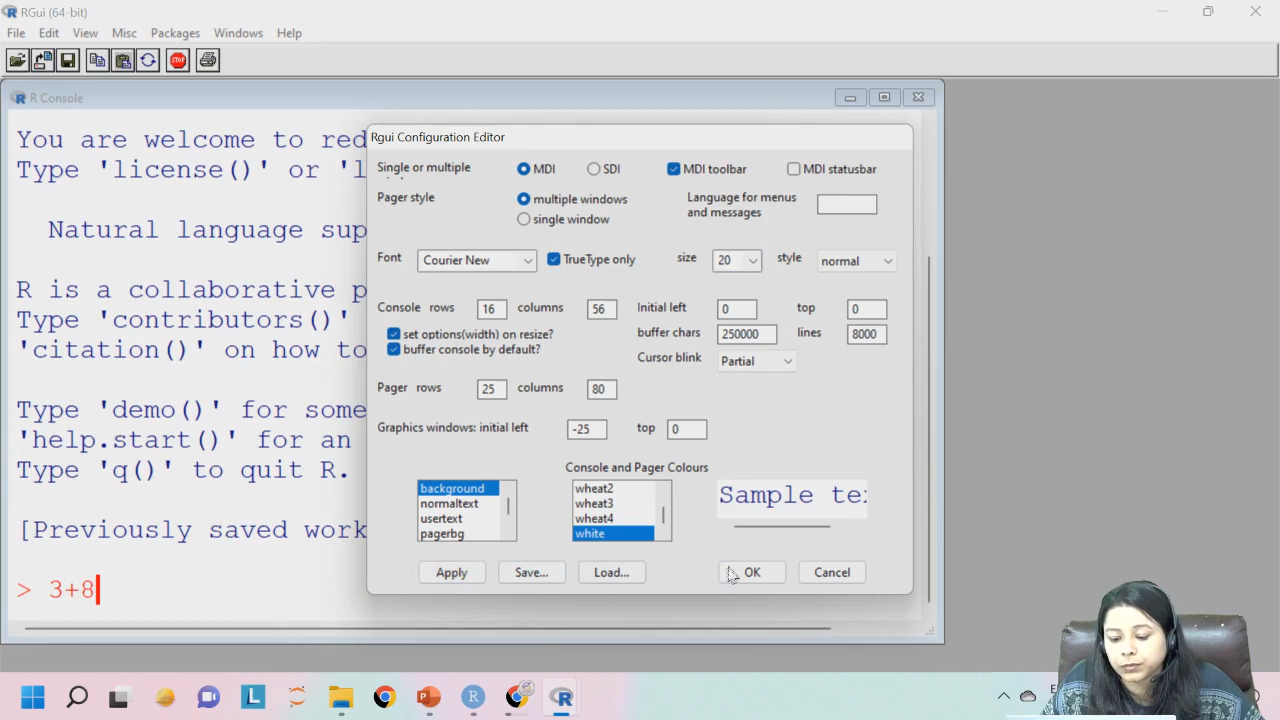 RGui (64-bit)
File Edit View Misc Packages Windows Help
STOP
R Console
You are welcome to red
Type 'license()' or 'l
Natural language sup
R is a collaborative p
Type 'contributors()'
'citation()' on how to
Type 'demo()' for some
'help.start()' for an
Type 'q()' to quit R.
[Previously saved work
> 3+8
Rgui Configuration Editor
Single or multiple MDI SDI MDI toolbar MDI statusbar
Pager style multiple windows Language for menus
single window and messages
Font Courier New TrueType only size 20 style normal
Console rows 16 columns 56 Initial left 0 top 0
set options(width) on resize? buffer chars 250000 lines 8000
buffer console by default? Cursor blink Partial
Pager rows 25 columns 80
Graphics windows: initial left -25 top 0
Console and Pager Colours
background wheat2 Sample te
normaltext wheat3
usertext wheat4
pagerbg white
Apply Save... Load... OK Cancel